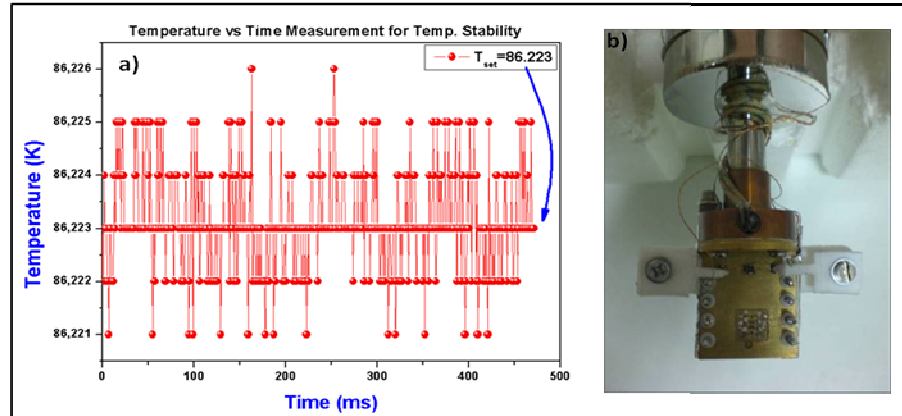 Temperature vs Time Measurement for Temp. Stability
a)
T_set=86.223
86,226
86,225
86,224
86,223
86,222
86,221
Temperature (K)
0 100 200 300 400 500
Time (ms)
b)